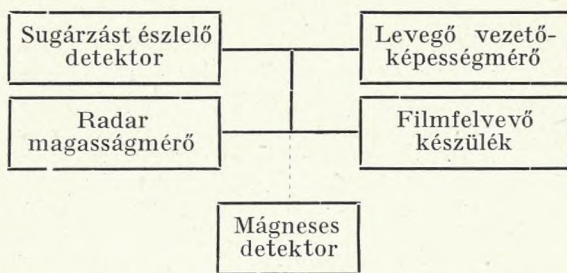 Sugárzást észlelő
detektor
Levegő vezető-
képességmérő
Radar
magasságmérő
Filmfelvevő
készülék
Mágneses
detektor